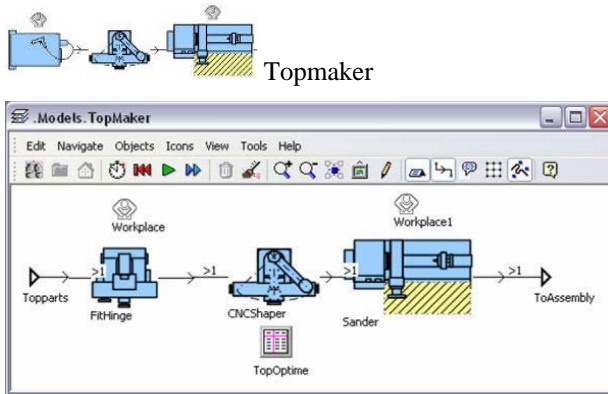 Topmaker
.Models.TopMaker
Edit Navigate Objects Icons View Tools Help
Workplace
Workplace1
>1
>1
>1
>1
Topparts
FitHinge
CNCShaper
Sander
ToAssembly
TopOptime